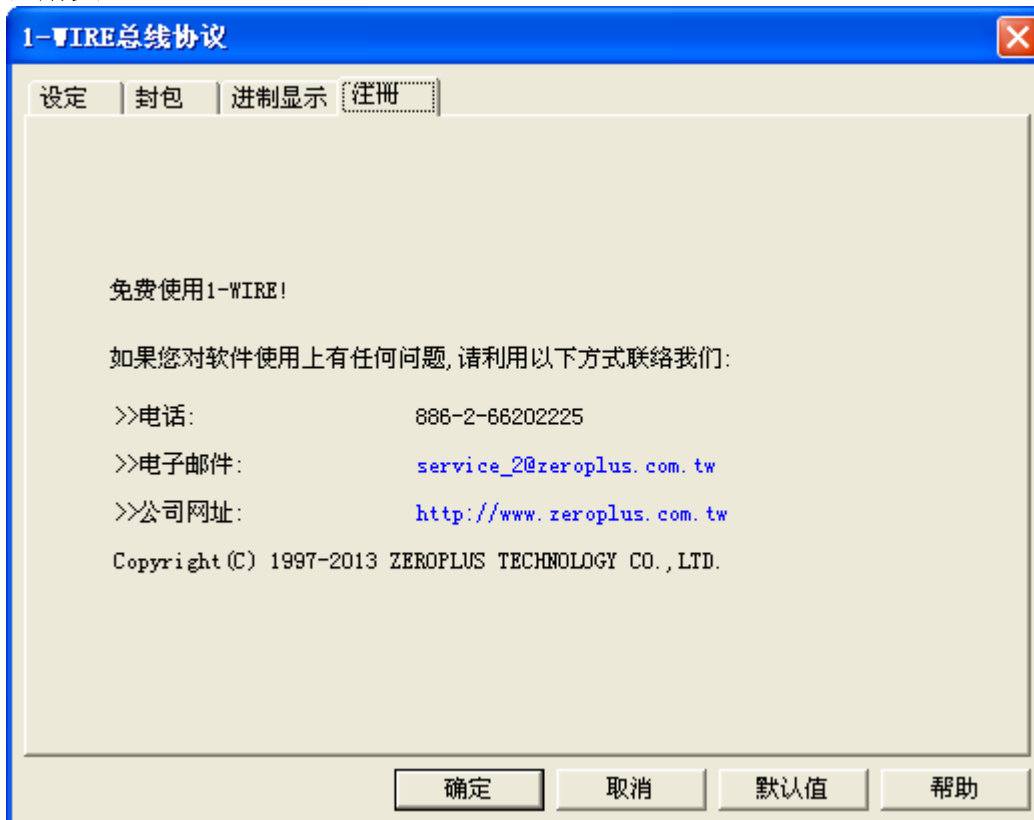 1-WIRE总线协议
设定 封包 进制显示 注册
免费使用1-WIRE!
如果您对软件使用上有任何问题,请利用以下方式联络我们:
>>电话: 886-2-66202225
>>电子邮件: service_2@zeroplus.com.tw
>>公司网址: http://www.zeroplus.com.tw
Copyright(C) 1997-2013 ZEROPLUS TECHNOLOGY CO.,LTD.
确定 取消 默认值 帮助